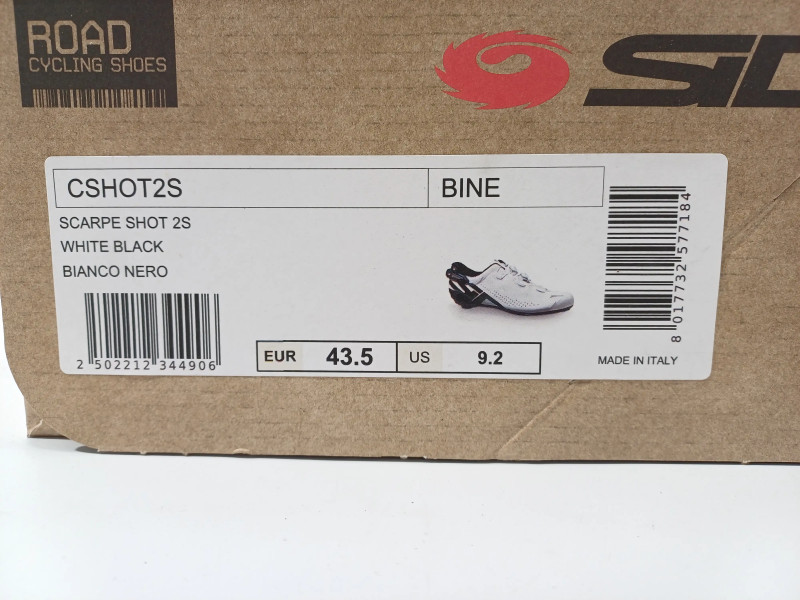 ROAD
CYCLING SHOES
SID
CSHOT2S
BINE
SCARPE SHOT 2S
WHITE BLACK
BIANCO NERO
2 502212 344906
EUR 43.5 US 9.2
8 017732 577184
MADE IN ITALY